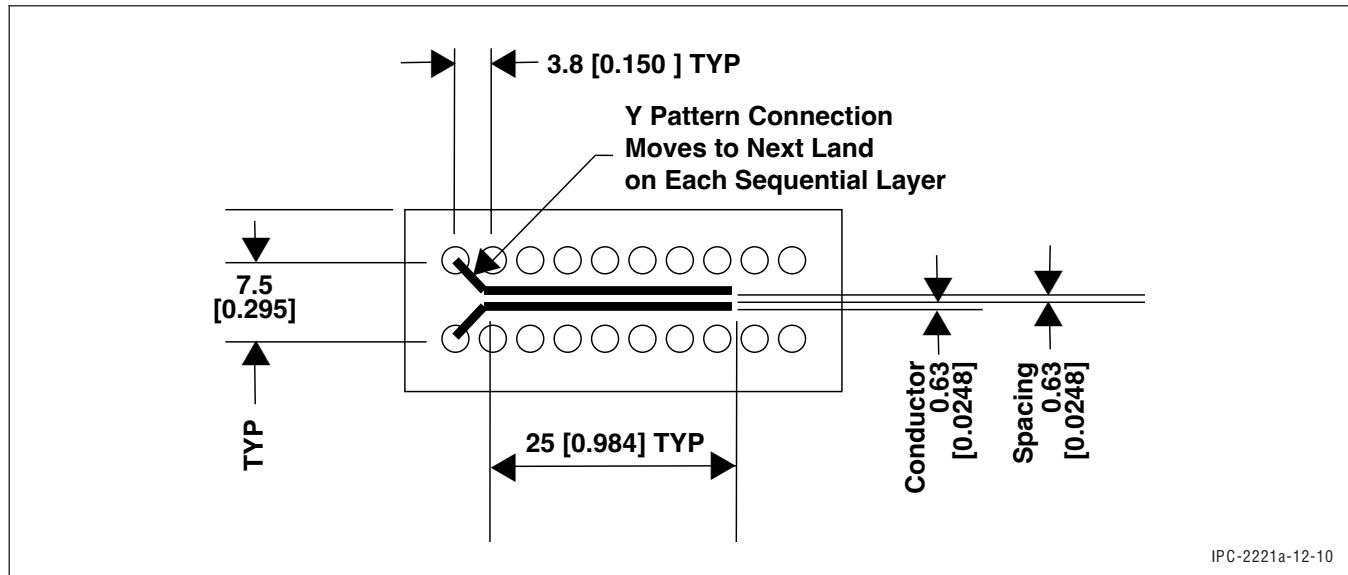 3.8 [0.150 ] TYP
Y Pattern Connection
Moves to Next Land
on Each Sequential Layer
7.5
[0.295]
TYP
25 [0.984] TYP
Conductor
0.63
[0.0248]
Spacing
0.63
[0.0248]
IPC-2221a-12-10